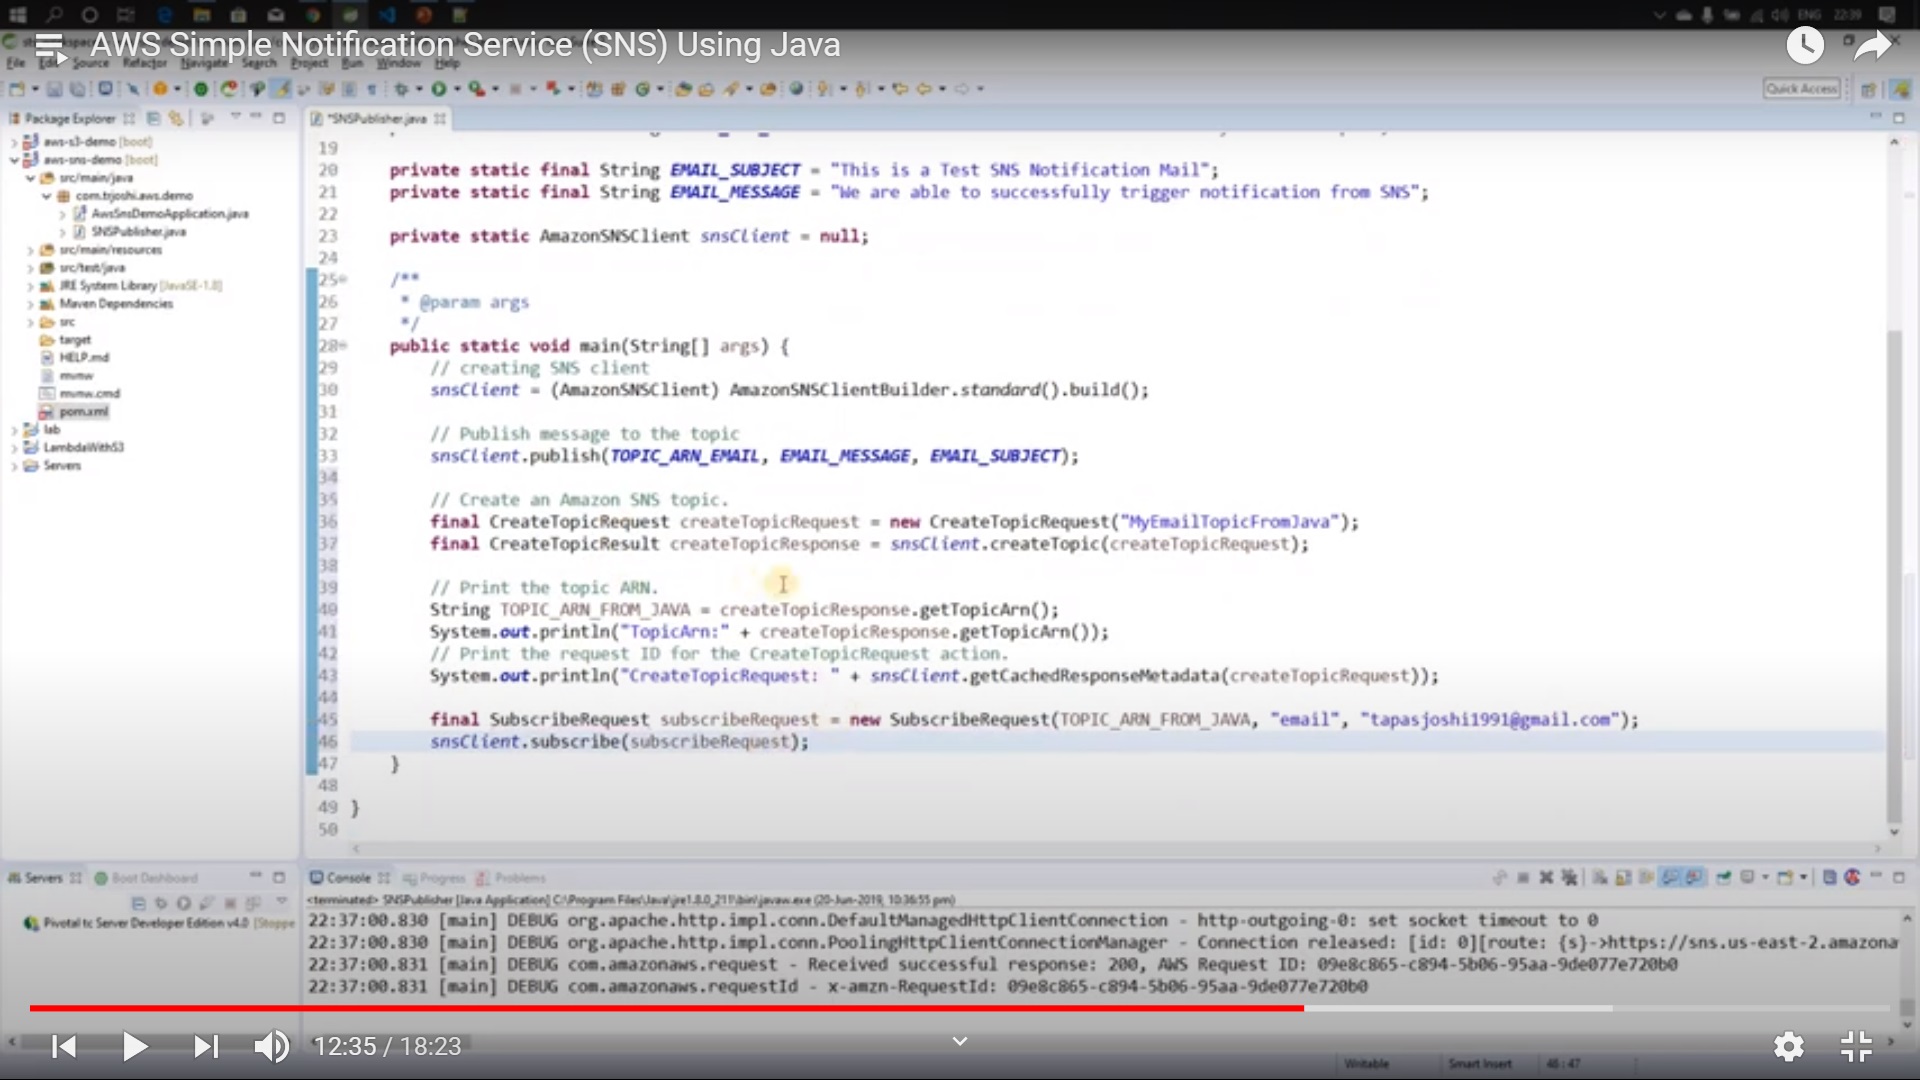 ENG 22:39
AWS Simple Notification Service (SNS) Using Java
File Edit Source Refactor Navigate Search Project Run Window Help
Quick Access
Package Explorer
*SNSPublisher.java
aws-s3-demo [boot]
aws-sns-demo [boot]
src/main/java
com.trjoshi.aws.demo
AwsSnsDemoApplication.java
SNSPublisher.java
src/main/resources
src/test/java
JRE System Library [JavaSE-1.8]
Maven Dependencies
src
target
HELP.md
mvnw
mvnw.cmd
pom.xml
lab
LambdaWithS3
Servers
19
20 private static final String EMAIL_SUBJECT = "This is a Test SNS Notification Mail";
21 private static final String EMAIL_MESSAGE = "We are able to successfully trigger notification from SNS";
22
23 private static AmazonSNSClient snsClient = null;
24
25 /**
26 * @param args
27 */
28 public static void main(String[] args) {
29 // creating SNS client
30 snsClient = (AmazonSNSClient) AmazonSNSClientBuilder.standard().build();
31
32 // Publish message to the topic
33 snsClient.publish(TOPIC_ARN_EMAIL, EMAIL_MESSAGE, EMAIL_SUBJECT);
34
35 // Create an Amazon SNS topic.
36 final CreateTopicRequest createTopicRequest = new CreateTopicRequest("MyEmailTopicFromJava");
37 final CreateTopicResult createTopicResponse = snsClient.createTopic(createTopicRequest);
38
39 // Print the topic ARN.
40 String TOPIC_ARN_FROM_JAVA = createTopicResponse.getTopicArn();
41 System.out.println("TopicArn:" + createTopicResponse.getTopicArn());
42 // Print the request ID for the CreateTopicRequest action.
43 System.out.println("CreateTopicRequest: " + snsClient.getCachedResponseMetadata(createTopicRequest));
44
45 final SubscribeRequest subscribeRequest = new SubscribeRequest(TOPIC_ARN_FROM_JAVA, "email", "tapasjoshi1991@gmail.com");
46 snsClient.subscribe(subscribeRequest);
47 }
48
49 }
50
Servers Boot Dashboard
Pivotal tc Server Developer Edition v4.0 [Stoppe
Console Progress Problems
<terminated> SNSPublisher [Java Application] C:\Program Files\Java\jre1.8.0_211\bin\javaw.exe (20-Jun-2019, 10:36:55 pm)
22:37:00.830 [main] DEBUG org.apache.http.impl.conn.DefaultManagedHttpClientConnection - http-outgoing-0: set socket timeout to 0
22:37:00.830 [main] DEBUG org.apache.http.impl.conn.PoolingHttpClientConnectionManager - Connection released: [id: 0][route: {s}->https://sns.us-east-2.amazona
22:37:00.831 [main] DEBUG com.amazonaws.request - Received successful response: 200, AWS Request ID: 09e8c865-c894-5b06-95aa-9de077e720b0
22:37:00.831 [main] DEBUG com.amazonaws.requestId - x-amzn-RequestId: 09e8c865-c894-5b06-95aa-9de077e720b0
12:35 / 18:23
Writable Smart Insert 46:47